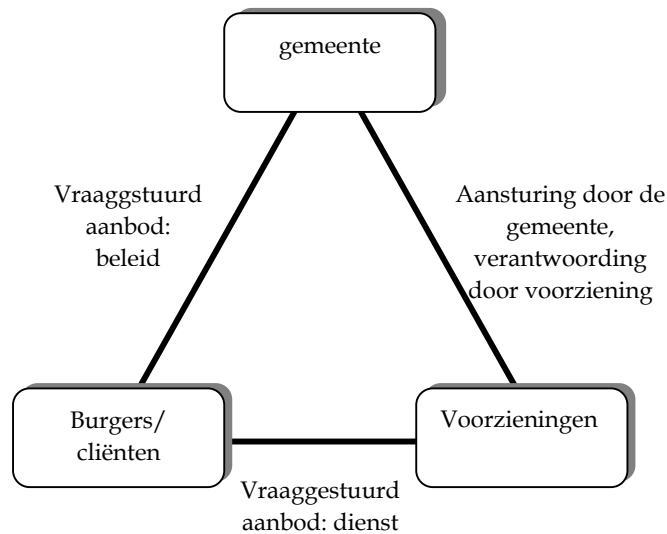 gemeente
Vraaggstuurd
aanbod:
beleid
Aansturing door de
gemeente,
verantwoording
door voorziening
Burgers/
cliënten
Voorzieningen
Vraaggestuurd
aanbod: dienst